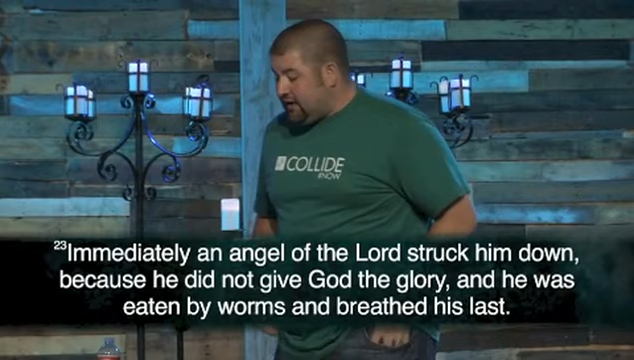 COLLIDE
#NOW
23Immediately an angel of the Lord struck him down,
because he did not give God the glory, and he was
eaten by worms and breathed his last.